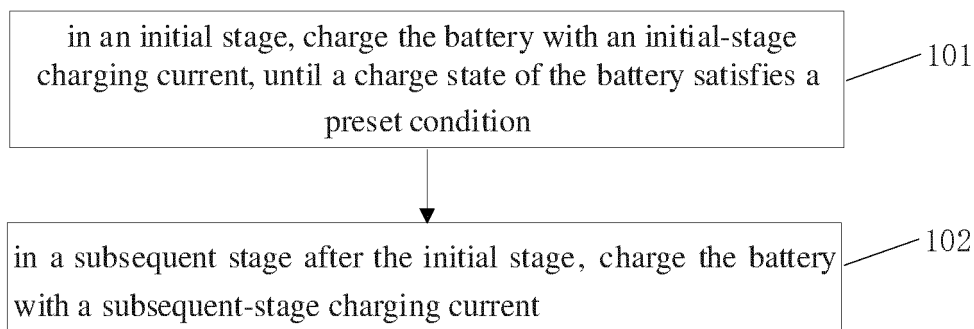 in an initial stage, charge the battery with an initial-stage
charging current, until a charge state of the battery satisfies a
preset condition
101
in a subsequent stage after the initial stage, charge the battery
with a subsequent-stage charging current
102